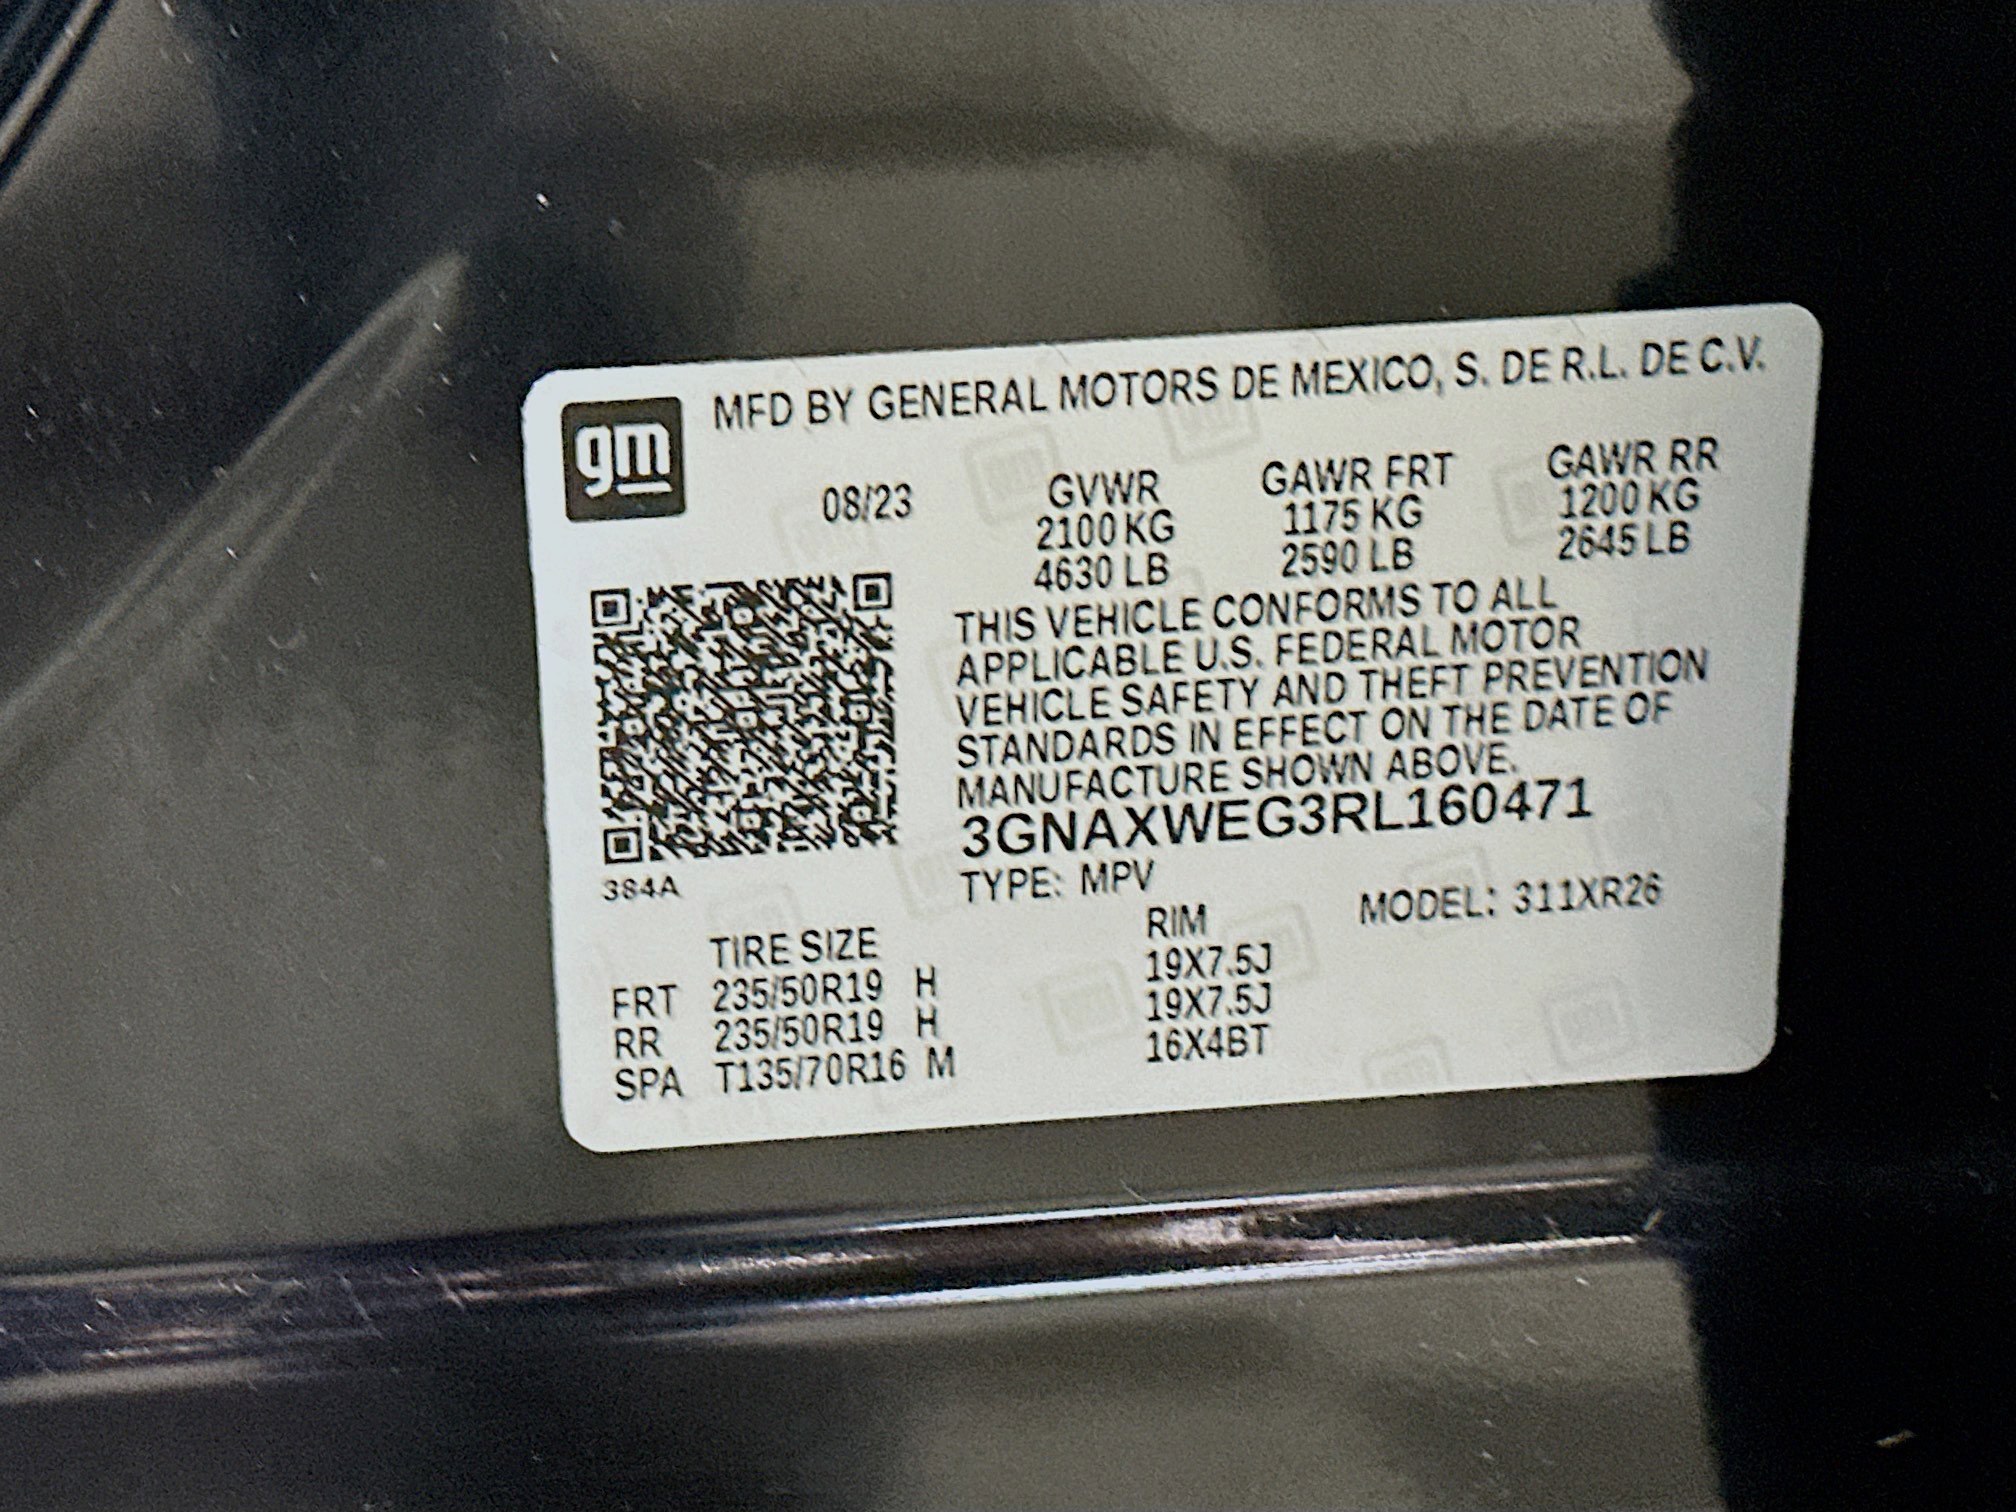 gm
MFD BY GENERAL MOTORS DE MEXICO, S. DE R.L. DE C.V.
08/23 GVWR GAWR FRT GAWR RR
2100 KG 1175 KG 1200 KG
4630 LB 2590 LB 2645 LB
THIS VEHICLE CONFORMS TO ALL
APPLICABLE U.S. FEDERAL MOTOR
VEHICLE SAFETY AND THEFT PREVENTION
STANDARDS IN EFFECT ON THE DATE OF
MANUFACTURE SHOWN ABOVE.
3GNAXWEG3RL160471
384A
TYPE: MPV MODEL: 311XR26
TIRE SIZE RIM
FRT 235/50R19 H 19X7.5J
RR 235/50R19 H 19X7.5J
SPA T135/70R16 M 16X4BT